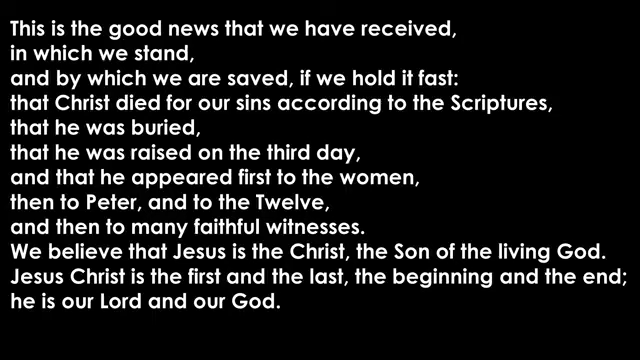 This is the good news that we have received,
in which we stand,
and by which we are saved, if we hold it fast:
that Christ died for our sins according to the Scriptures,
that he was buried,
that he was raised on the third day,
and that he appeared first to the women,
then to Peter, and to the Twelve,
and then to many faithful witnesses.
We believe that Jesus is the Christ, the Son of the living God.
Jesus Christ is the first and the last, the beginning and the end;
he is our Lord and our God.